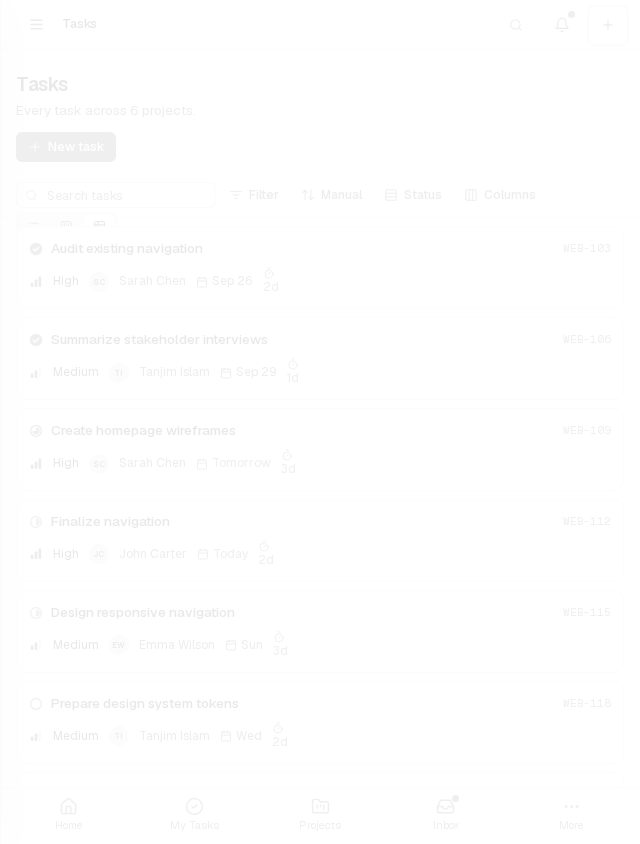 Tasks
Tasks
Every task across 6 projects.
New task
Search tasks
Filter
Manual
Status
Columns
Audit existing navigation
WEB-103
High
SC
Sarah Chen
Sep 26
2d
Summarize stakeholder interviews
WEB-106
Medium
TI
Tanjim Islam
Sep 29
1d
Create homepage wireframes
WEB-109
High
SC
Sarah Chen
Tomorrow
3d
Finalize navigation
WEB-112
High
JC
John Carter
Today
2d
Design responsive navigation
WEB-115
Medium
EW
Emma Wilson
Sun
3d
Prepare design system tokens
WEB-118
Medium
TI
Tanjim Islam
Wed
2d
Home
My Tasks
Projects
Inbox
More